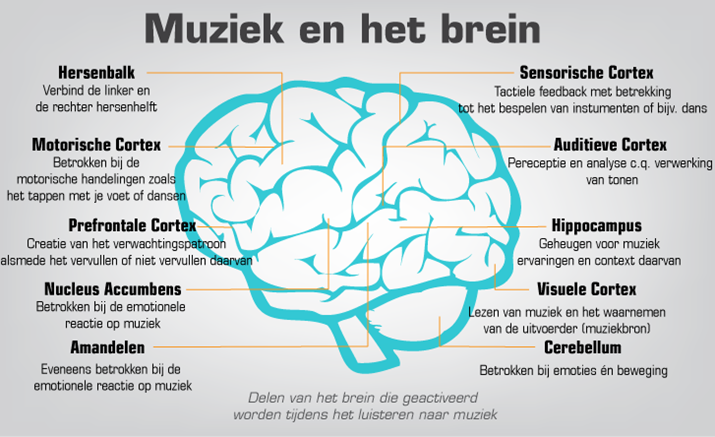 Muziek en het brein
Hersenbalk
Verbind de linker en
de rechter hersenhelft
Motorische Cortex
Betrokken bij de
motorische handelingen zoals
het tappen met je voet of dansen
Prefrontale Cortex
Creatie van het verwachtingspatroon
alsmede het vervullen of niet vervullen daarvan
Nucleus Accumbens
Betrokken bij de emotionele
reactie op muziek
Amandelen
Eveneens betrokken bij de
emotionele reactie op muziek
Sensorische Cortex
Tactiele feedback met betrekking
tot het bespelen van instumenten of bijv. dans
Auditieve Cortex
Pereceptie en analyse c.q. verwerking
van tonen
Hippocampus
Geheugen voor muziek
ervaringen en context daarvan
Visuele Cortex
Lezen van muziek en het waarnemen
van de uitvoerder (muziekbron)
Cerebellum
Betrokken bij emoties én beweging
Delen van het brein die geactiveerd
worden tijdens het luisteren naar muziek